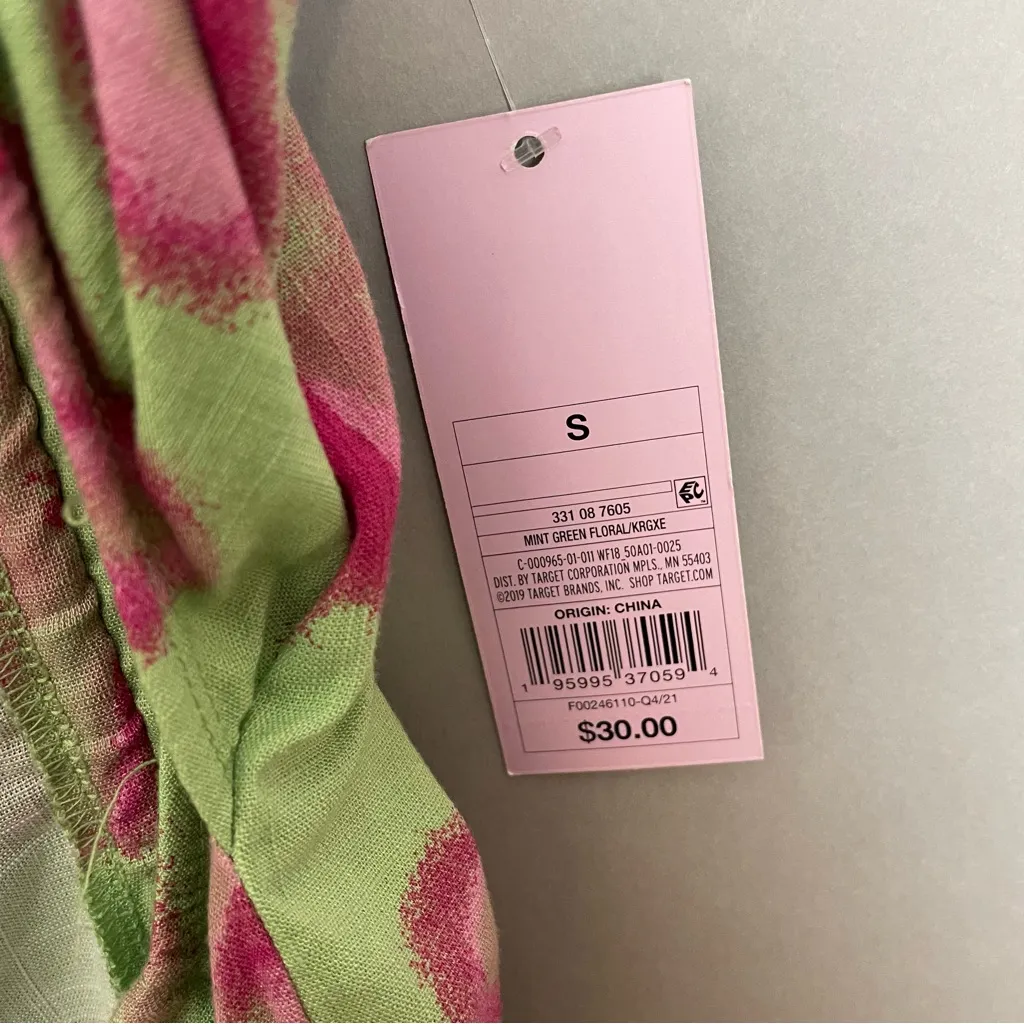 S
EPC
331 08 7605
MINT GREEN FLORAL/KRGXE
C-000965-01-011 WF18 50A01-0025
DIST. BY TARGET CORPORATION MPLS., MN 55403
©2019 TARGET BRANDS, INC. SHOP TARGET.COM
ORIGIN: CHINA
1 95995 37059 4
F00246110-Q4/21
$30.00